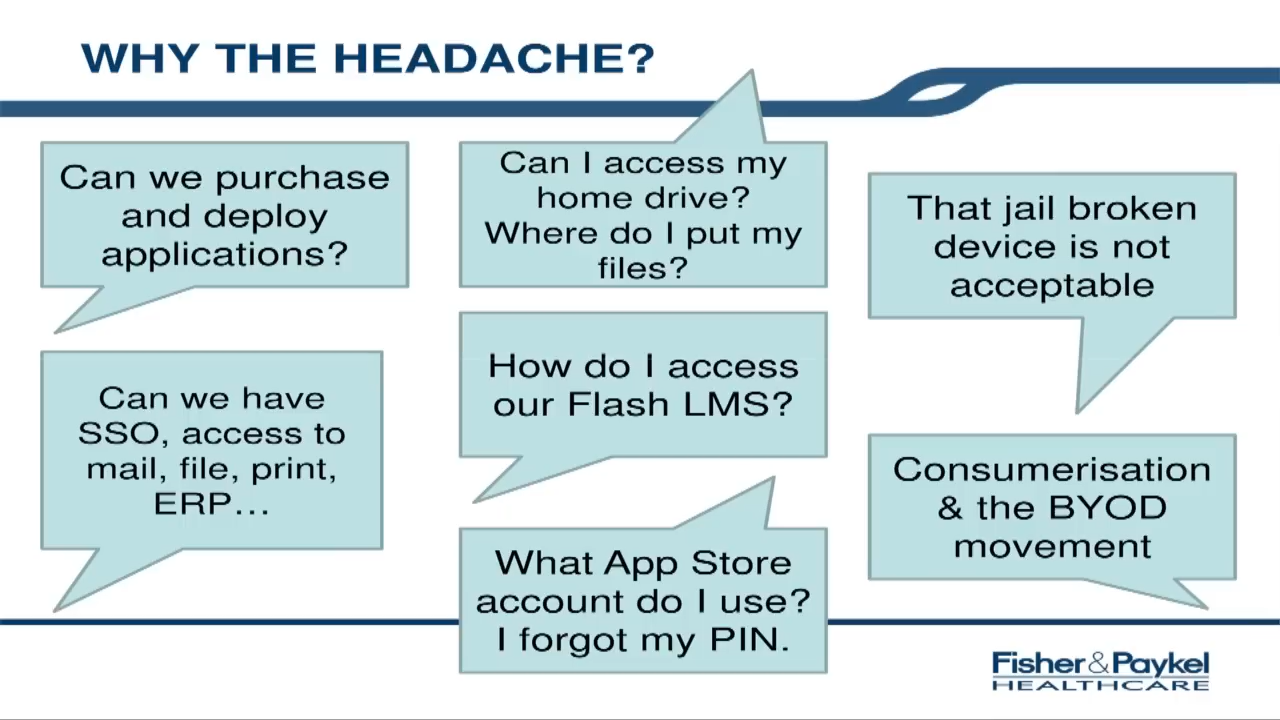 WHY THE HEADACHE?
Can we purchase
and deploy
applications?
Can I access my
home drive?
Where do I put my
files?
That jail broken
device is not
acceptable
Can we have
SSO, access to
mail, file, print,
ERP...
How do I access
our Flash LMS?
Consumerisation
& the BYOD
movement
What App Store
account do I use?
I forgot my PIN.
Fisher&Paykel
HEALTHCARE